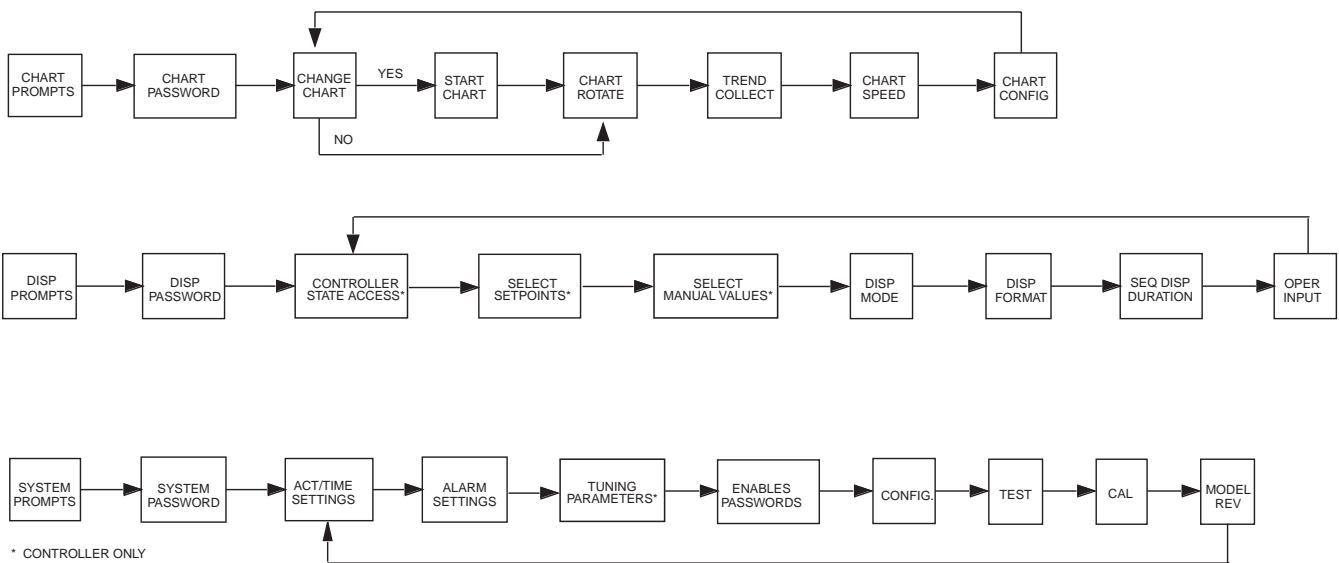 CHART
PROMPTS
CHART
PASSWORD
CHANGE
CHART
YES
NO
START
CHART
CHART
ROTATE
TREND
COLLECT
CHART
SPEED
CHART
CONFIG
DISP
PROMPTS
DISP
PASSWORD
CONTROLLER
STATE ACCESS*
SELECT
SETPOINTS*
SELECT
MANUAL VALUES*
DISP
MODE
DISP
FORMAT
SEQ DISP
DURATION
OPER
INPUT
SYSTEM
PROMPTS
SYSTEM
PASSWORD
ACT/TIME
SETTINGS
ALARM
SETTINGS
TUNING
PARAMETERS*
ENABLES
PASSWORDS
CONFIG.
TEST
CAL
MODEL
REV
* CONTROLLER ONLY